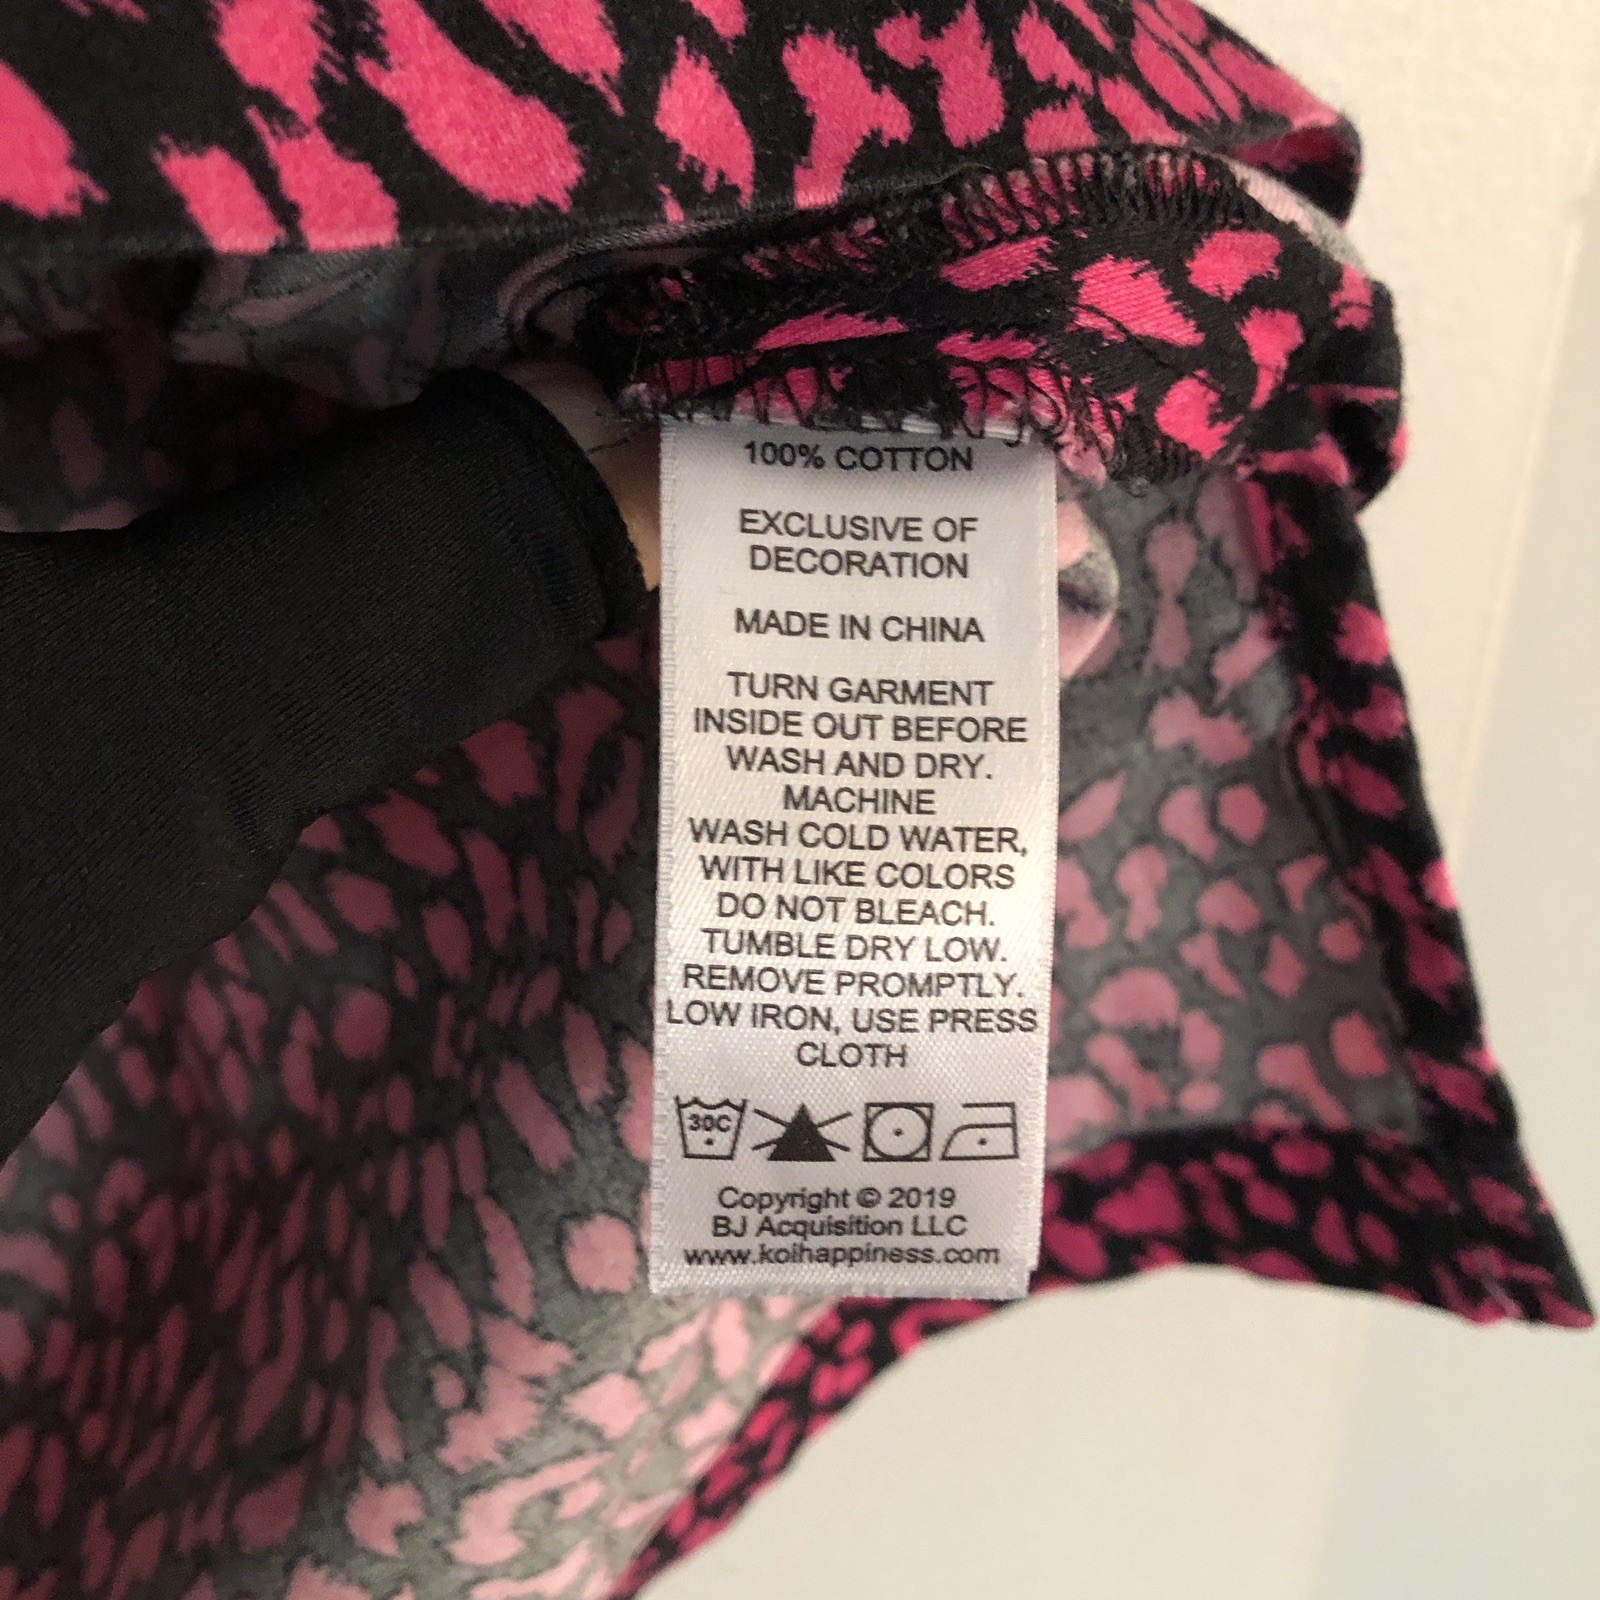 100% COTTON
EXCLUSIVE OF
DECORATION
MADE IN CHINA
TURN GARMENT
INSIDE OUT BEFORE
WASH AND DRY.
MACHINE
WASH COLD WATER,
WITH LIKE COLORS
DO NOT BLEACH.
TUMBLE DRY LOW.
REMOVE PROMPTLY.
LOW IRON, USE PRESS
CLOTH
30C
Copyright © 2019
BJ Acquisition LLC
www.koihappiness.com